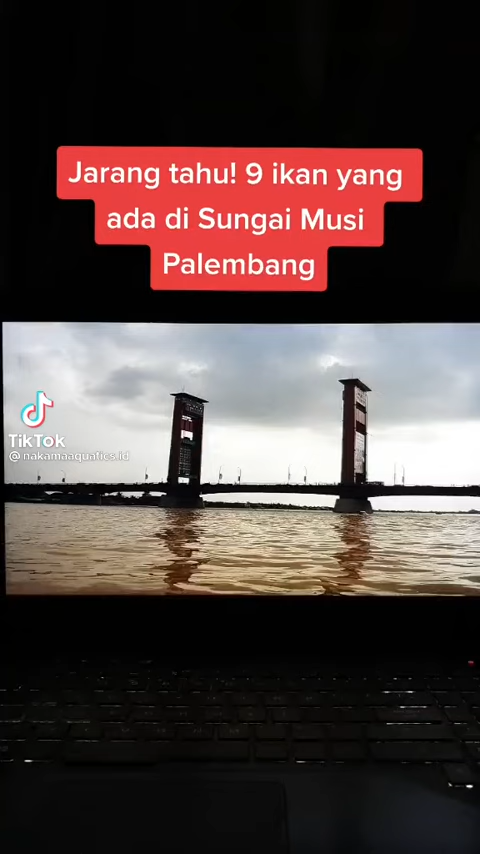 Jarang tahu! 9 ikan yang
ada di Sungai Musi
Palembang
TikTok
@nakamaaquatics.id